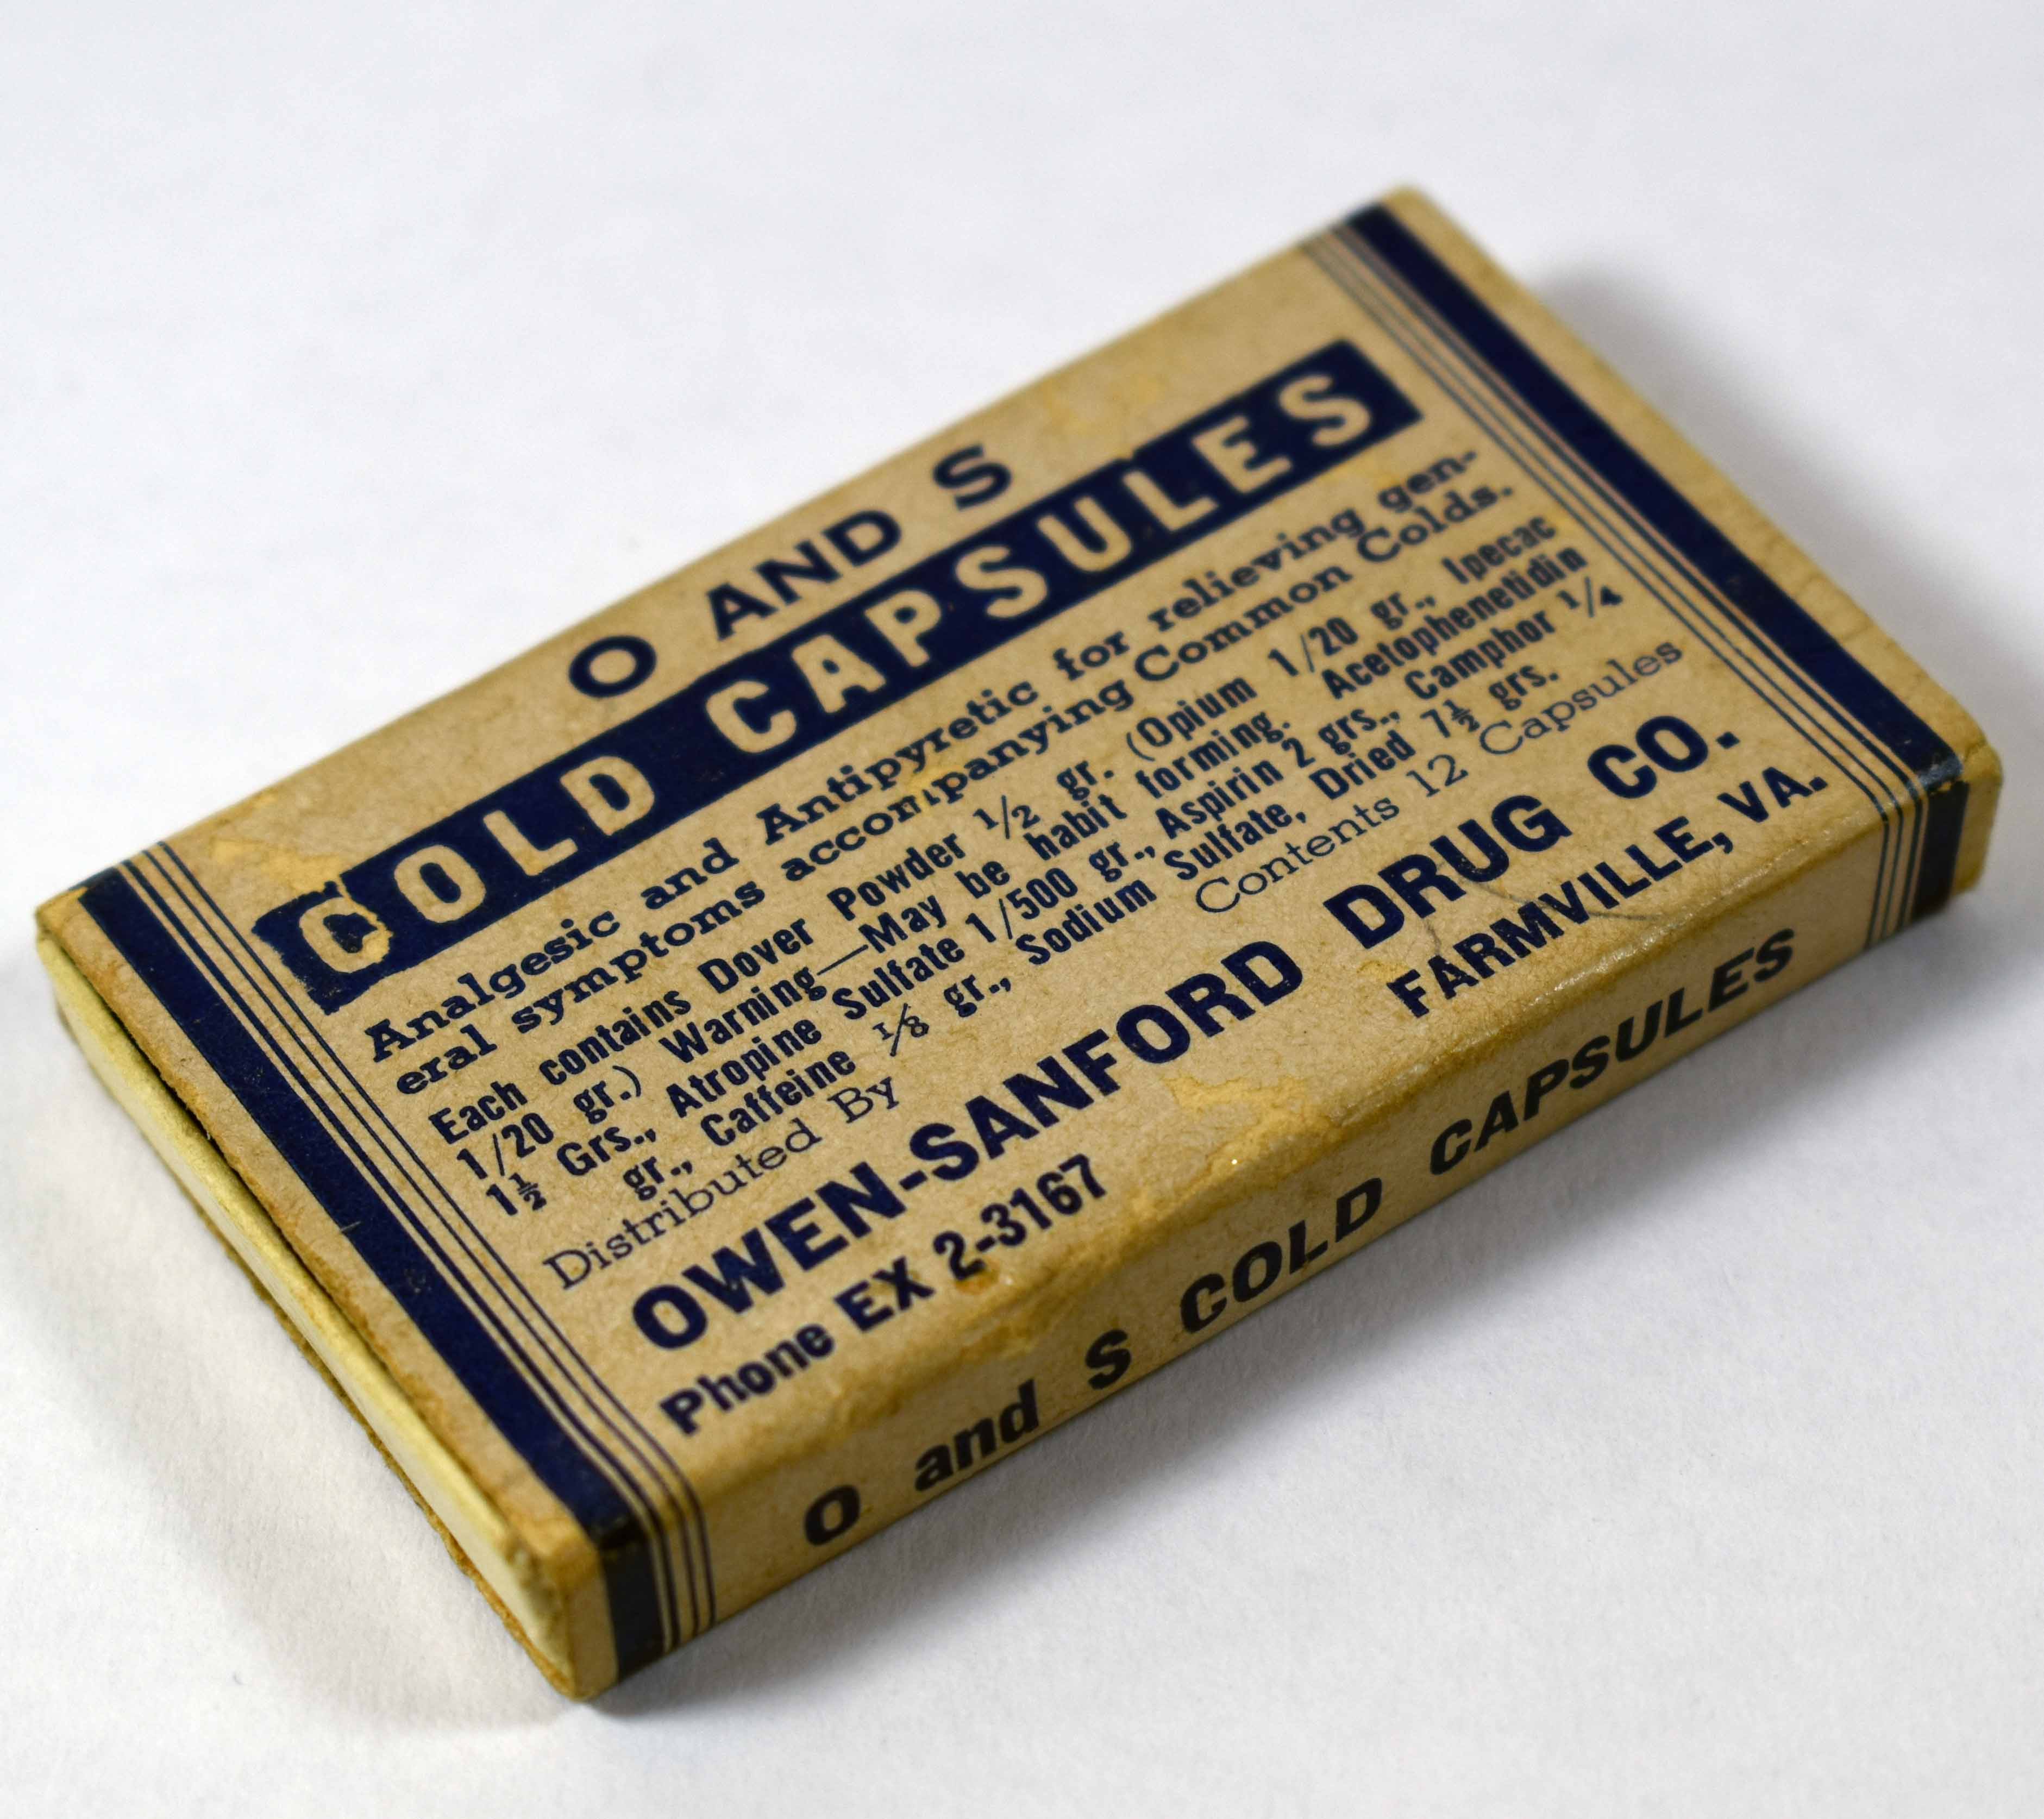 O AND S
COLD CAPSULES
Analgesic and Antipyretic for relieving gen-
eral symptoms accompanying Common Colds.
Each contains Dover Powder 1/2 gr. (Opium 1/20 gr., Ipecac
1/20 gr.) Warning—May be habit forming. Acetophenetidin
1½ Grs., Atropine Sulfate 1/500 gr., Aspirin 2 grs., Camphor 1/4
gr., Caffeine 1/8 gr., Sodium Sulfate, Dried 7½ grs.
Distributed By Contents 12 Capsules
OWEN-SANFORD DRUG CO.
Phone EX 2-3167 FARMVILLE, VA.
O and S COLD CAPSULES